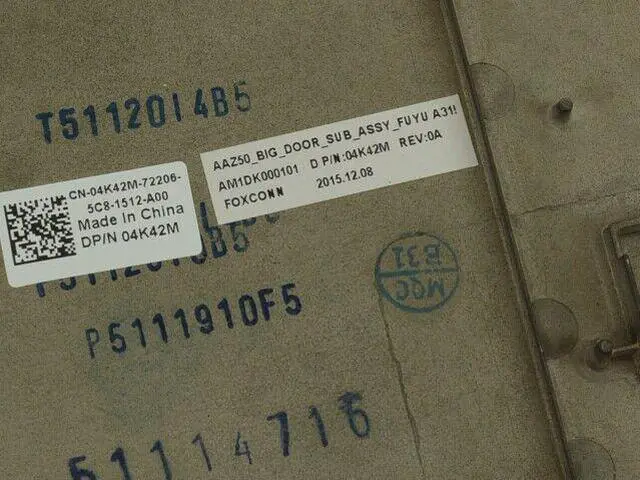 T5112014B5
AAZ50_BIG_DOOR_SUB_ASSY_FUYU A31!
AM1DK000101 D P/N:04K42M REV:0A
FOXCONN 2015.12.08
CN-04K42M-72206-
5C8-1512-A00
Made In China
DP/N 04K42M
B31
MQC
P5111910F5
51114716